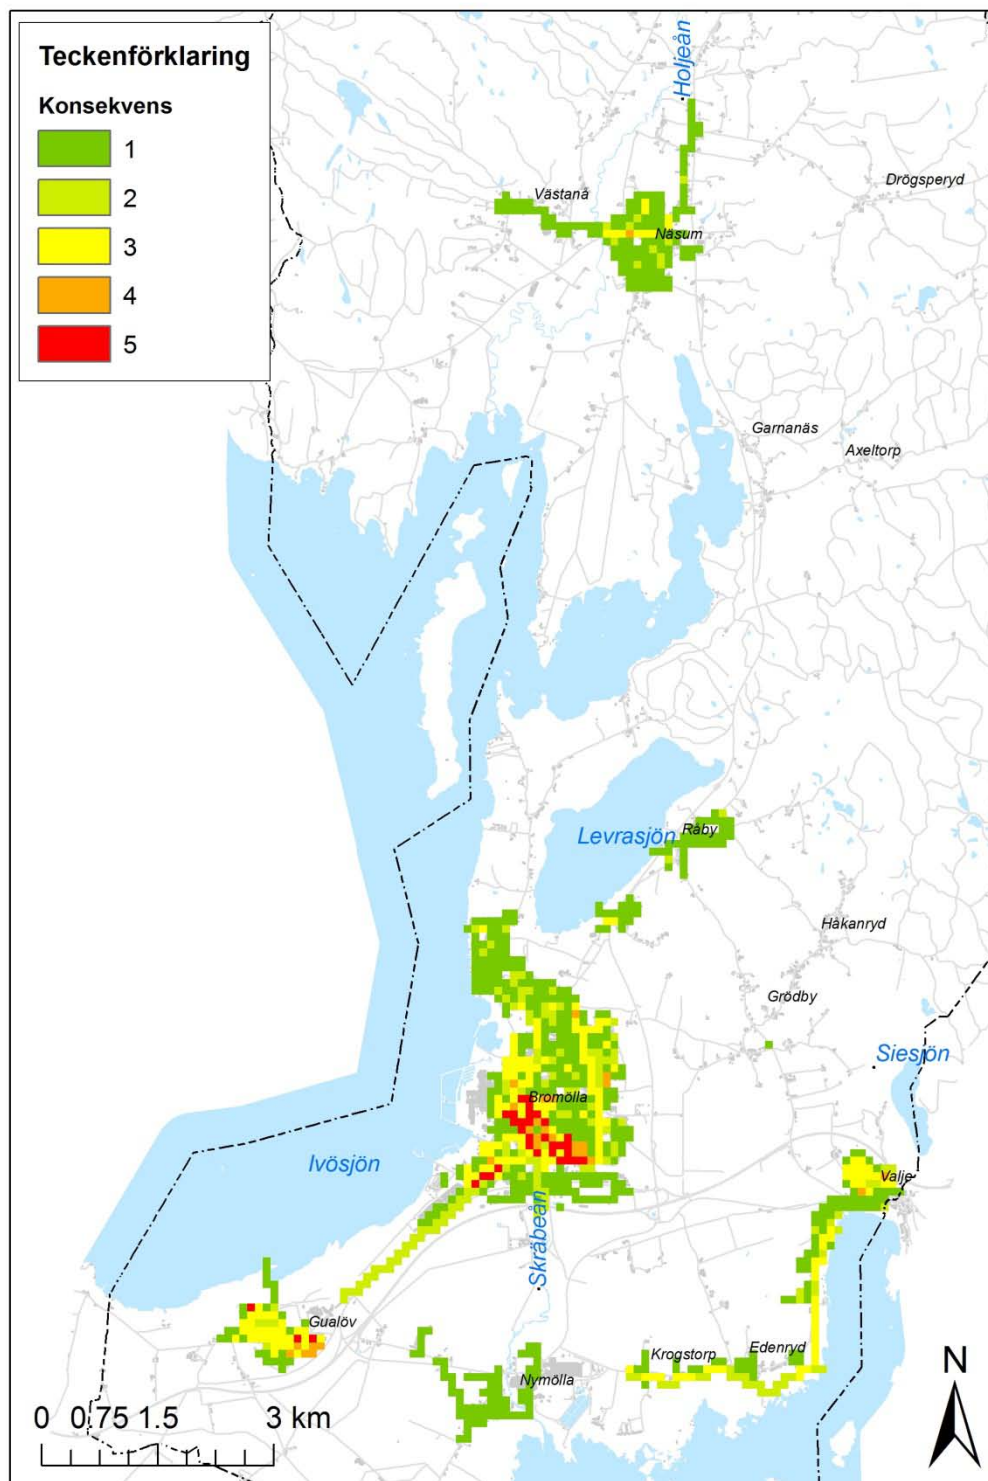 Teckenförklaring
Konsekvens
1
2
3
4
5
Holjeån
Drögsperyd
Västanå
Näsum
Garnanäs
Axeltorp
Levrasjön
Råby
Håkanryd
Grödby
Siesjön
Bromölla
Ivösjön
Valje
Skräbeån
Gualöv
Krogstorp
Edenryd
Nymölla
N
0 0,75 1,5 3 km